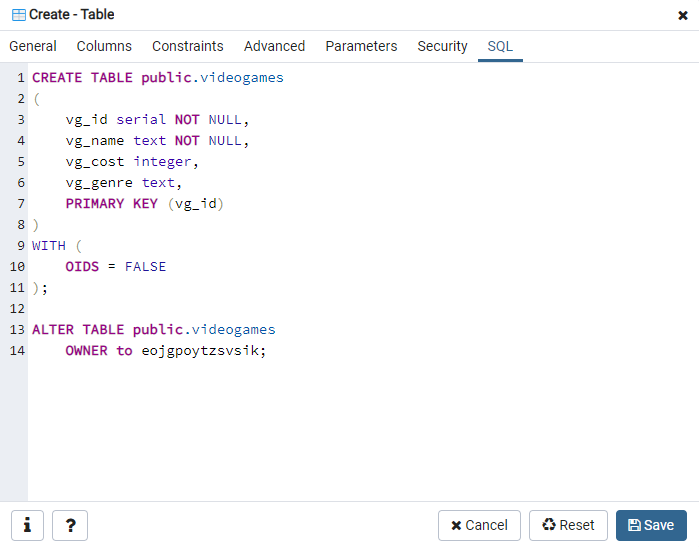 Create - Table
General Columns Constraints Advanced Parameters Security SQL
1 CREATE TABLE public.videogames
2 (
3 vg_id serial NOT NULL,
4 vg_name text NOT NULL,
5 vg_cost integer,
6 vg_genre text,
7 PRIMARY KEY (vg_id)
8 )
9 WITH (
10 OIDS = FALSE
11 );
12
13 ALTER TABLE public.videogames
14 OWNER to eojgpoytzsvsik;
i ? Cancel Reset Save